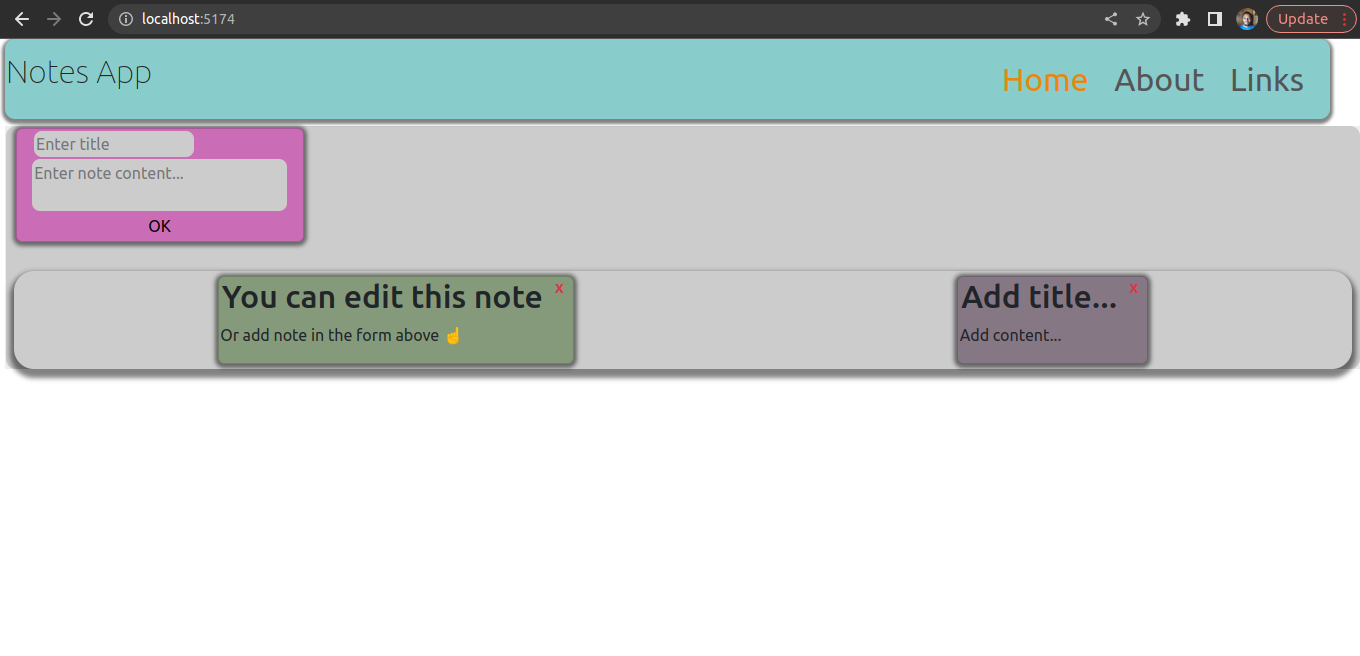 localhost:5174
Update
Notes App
Home About Links
Enter title
Enter note content...
OK
You can edit this note x
Or add note in the form above ☝
Add title... x
Add content...